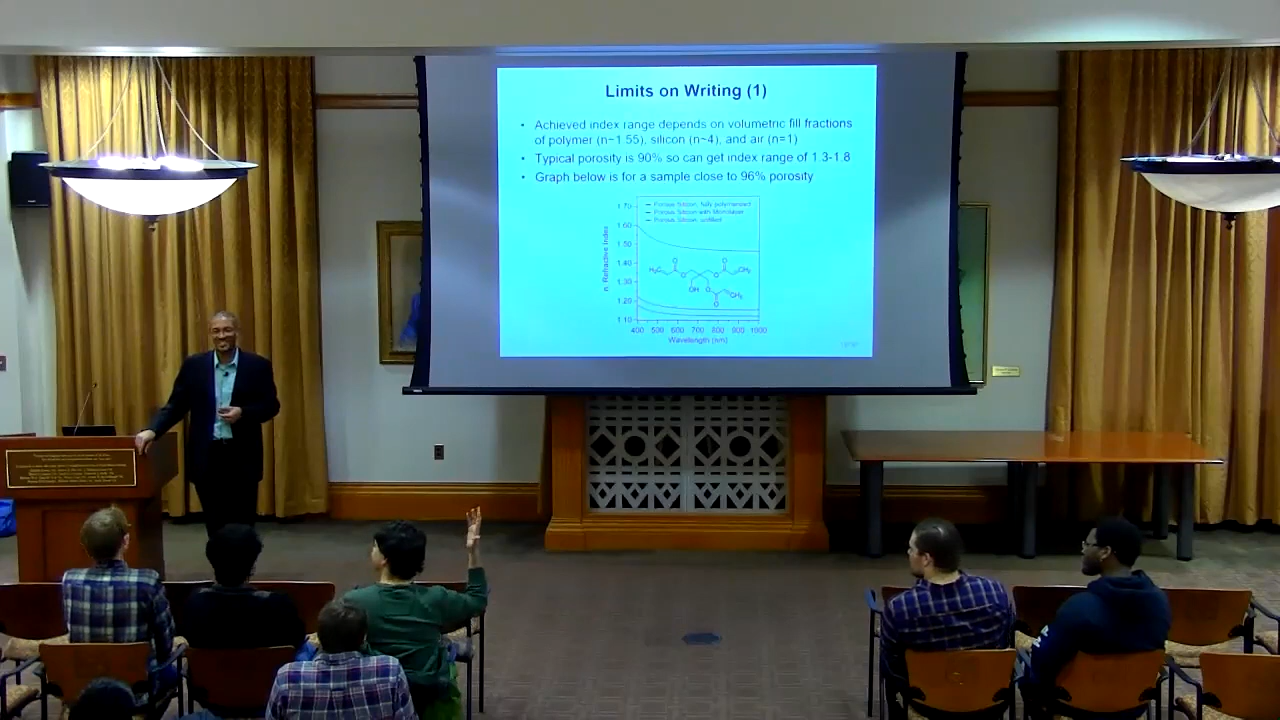 Limits on Writing (1)
• Achieved index range depends on volumetric fill fractions
of polymer (n~1.55), silicon (n~4), and air (n=1)
• Typical porosity is 90% so can get index range of 1.3-1.8
• Graph below is for a sample close to 96% porosity
Porous Silicon, fully polymerized
Porous Silicon with Monomer
Porous Silicon, unfilled
n, Refractive Index
1.70
1.60
1.50
1.40
1.30
1.20
1.10
H₃C
O
O
O
O
CH₂
OH
O
CH₂
O
400 500 600 700 800 900 1000
Wavelength (nm)